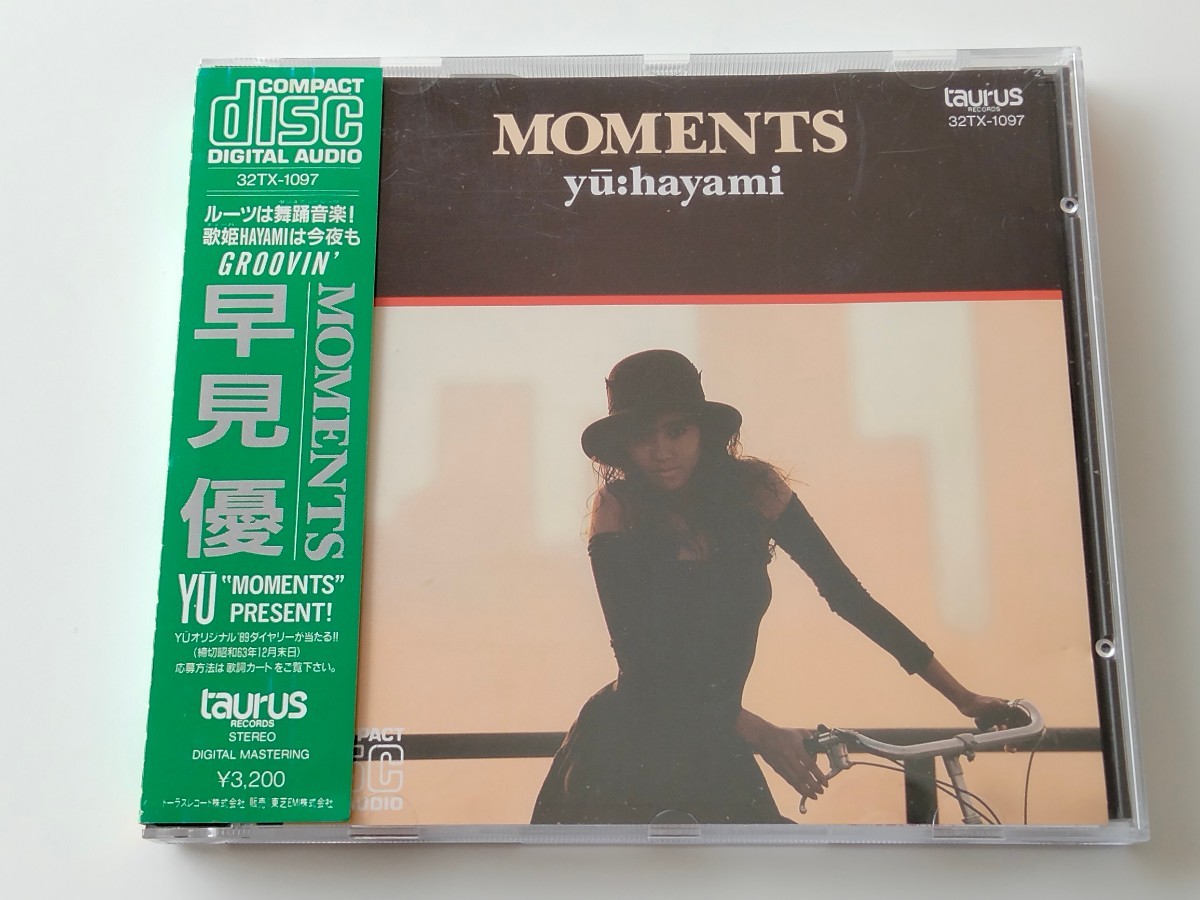 COMPACT
disc
DIGITAL AUDIO
32TX-1097
ルーツは舞踊音楽!
歌姫HAYAMIは今夜も
GROOVIN'
早見優
MOMENTS
YŪ "MOMENTS"
PRESENT!
YŪオリジナル'89ダイヤリーが当たる!!
(締切昭和63年12月末日)
応募方法は歌詞カードをご覧下さい。
taurus
RECORDS
STEREO
DIGITAL MASTERING
¥3,200
トーラスレコード株式会社 販売 東芝EMI株式会社
MOMENTS
yū:hayami
taurus
RECORDS
32TX-1097
PACT
AUDIO